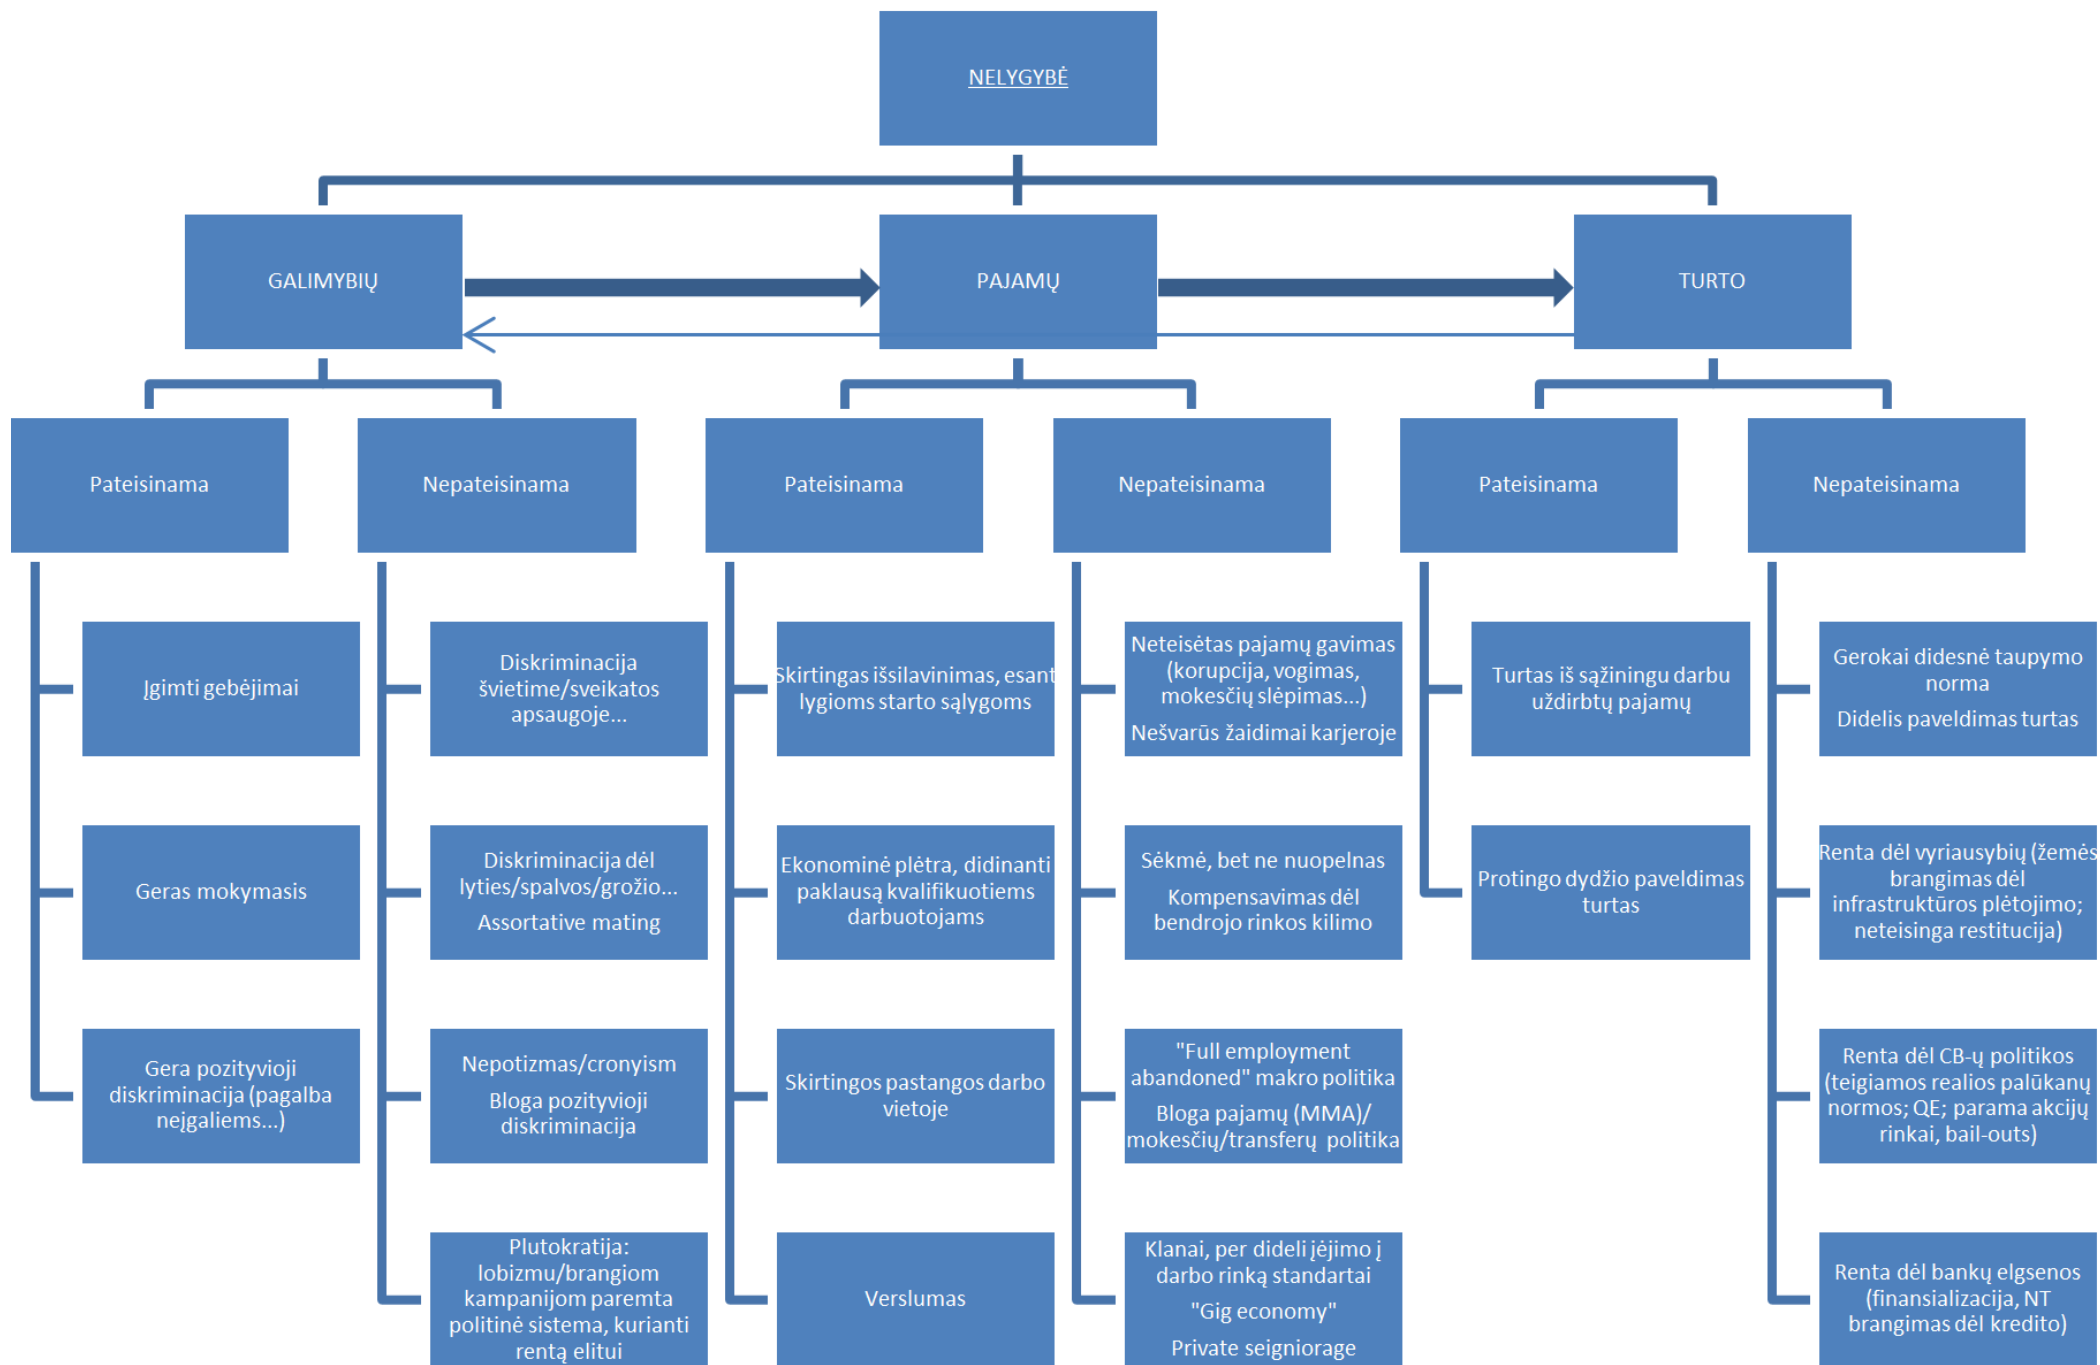 NELYGYBĖ
GALIMYBIŲ
PAJAMŲ
TURTO
Pateisinama
Nepateisinama
Pateisinama
Nepateisinama
Pateisinama
Nepateisinama
Įgimti gebėjimai
Geras mokymasis
Gera pozityvioji
diskriminacija (pagalba
neįgaliems...)
Diskriminacija
švietime/sveikatos
apsaugoje...
Diskriminacija dėl
lyties/spalvos/grožio...
Assortative mating
Nepotizmas/cronyism
Bloga pozityvioji
diskriminacija
Plutokratija:
lobizmu/brangiom
kampanijom paremta
politinė sistema, kurianti
rentą elitui
Skirtingas išsilavinimas, esant
lygioms starto sąlygoms
Ekonominė plėtra, didinanti
paklausą kvalifikuotiems
darbuotojams
Skirtingos pastangos darbo
vietoje
Verslumas
Neteisėtas pajamų gavimas
(korupcija, vogimas,
mokesčių slėpimas...)
Nešvarūs žaidimai karjeroje
Sėkmė, bet ne nuopelnas
Kompensavimas dėl
bendrojo rinkos kilimo
"Full employment
abandoned" makro politika
Bloga pajamų (MMA)/
mokesčių/transferų politika
Klanai, per dideli įėjimo į
darbo rinką standartai
"Gig economy"
Private seigniorage
Turtas iš sąžiningu darbu
uždirbtų pajamų
Protingo dydžio paveldimas
turtas
Gerokai didesnė taupymo
norma
Didelis paveldimas turtas
Renta dėl vyriausybių (žemės
brangimas dėl
infrastruktūros plėtojimo;
neteisinga restitucija)
Renta dėl CB-ų politikos
(teigiamos realios palūkanų
normos; QE; parama akcijų
rinkai, bail-outs)
Renta dėl bankų elgsenos
(finansializacija, NT
brangimas dėl kredito)